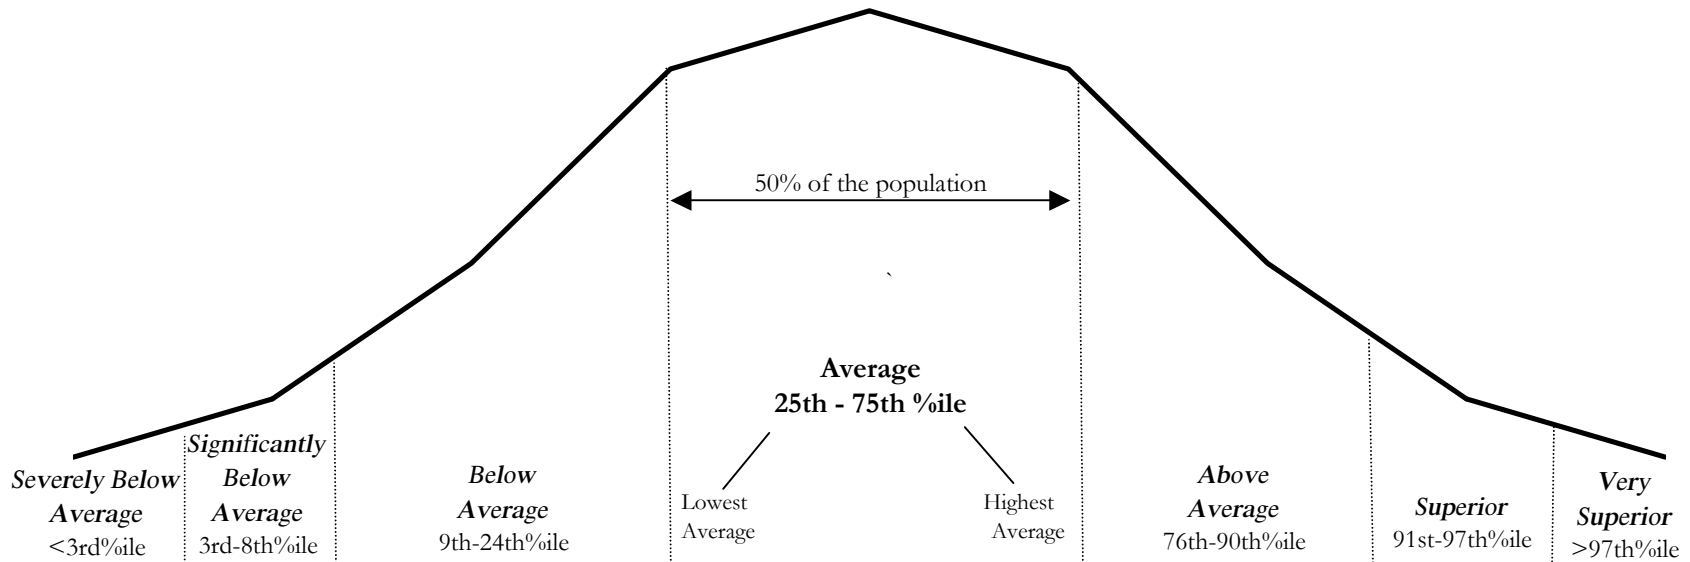 50% of the population
`
Average
25th - 75th %ile
Severely Below
Average
<3rd%ile
Significantly
Below
Average
3rd-8th%ile
Below
Average
9th-24th%ile
Lowest
Average
Highest
Average
Above
Average
76th-90th%ile
Superior
91st-97th%ile
Very
Superior
>97th%ile